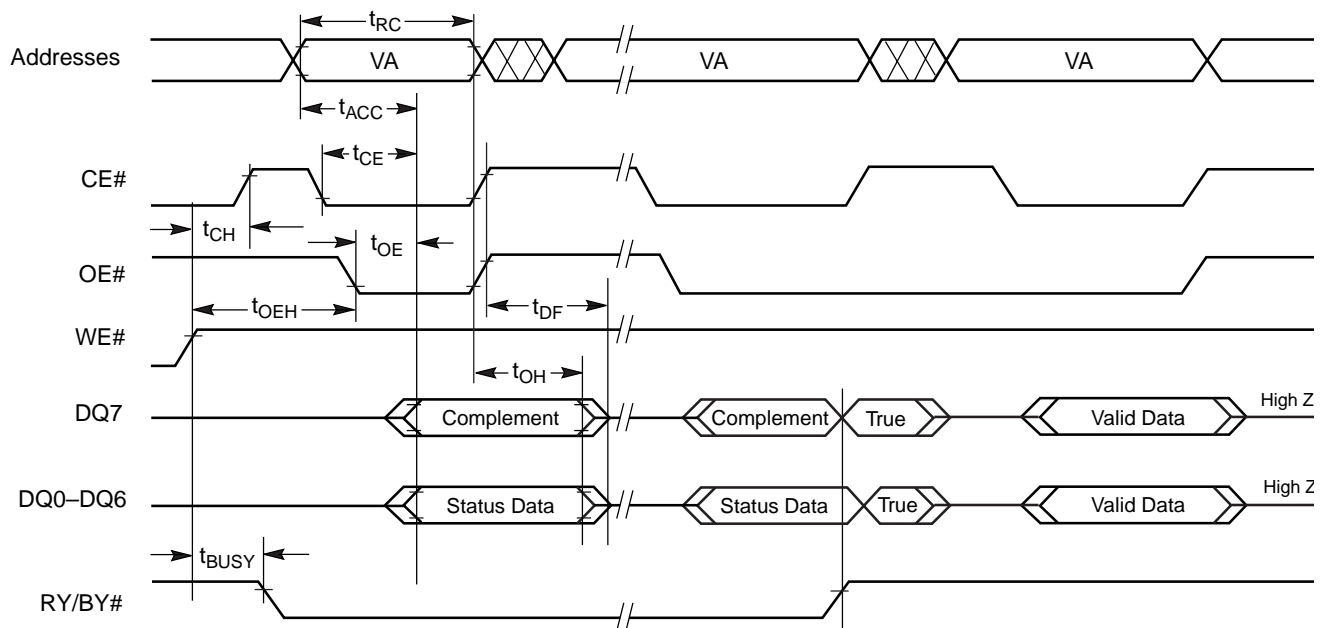 tRC
Addresses VA VA VA
tACC
tCE
CE#
tCH tOE
OE#
tOEH tDF
WE#
tOH
DQ7 Complement Complement True Valid Data High Z
DQ0–DQ6 Status Data Status Data True Valid Data High Z
tBUSY
RY/BY#